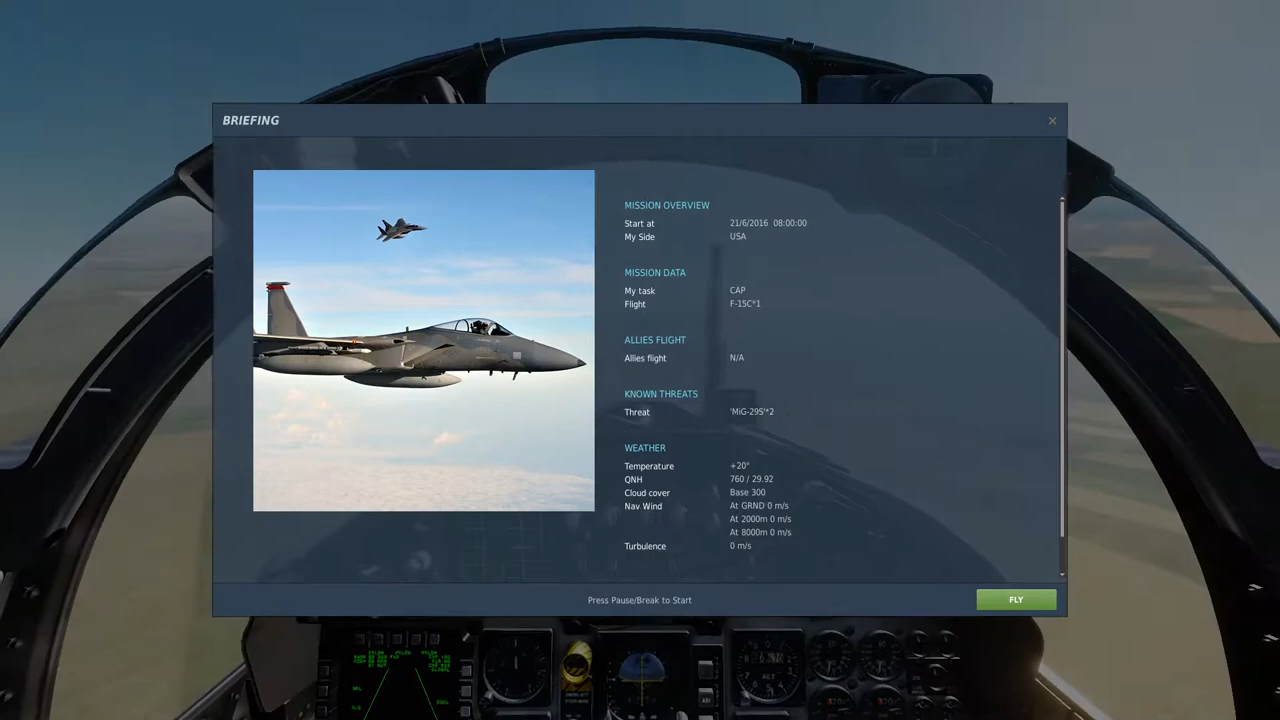 BRIEFING
MISSION OVERVIEW
Start at 21/6/2016 08:00:00
My Side USA
MISSION DATA
My task CAP
Flight F-15C*1
ALLIES FLIGHT
Allies flight N/A
KNOWN THREATS
Threat 'MiG-29S'*2
WEATHER
Temperature +20°
QNH 760 / 29.92
Cloud cover Base 300
Nav Wind At GRND 0 m/s
At 2000m 0 m/s
At 8000m 0 m/s
Turbulence 0 m/s
Press Pause/Break to Start
FLY
ALT